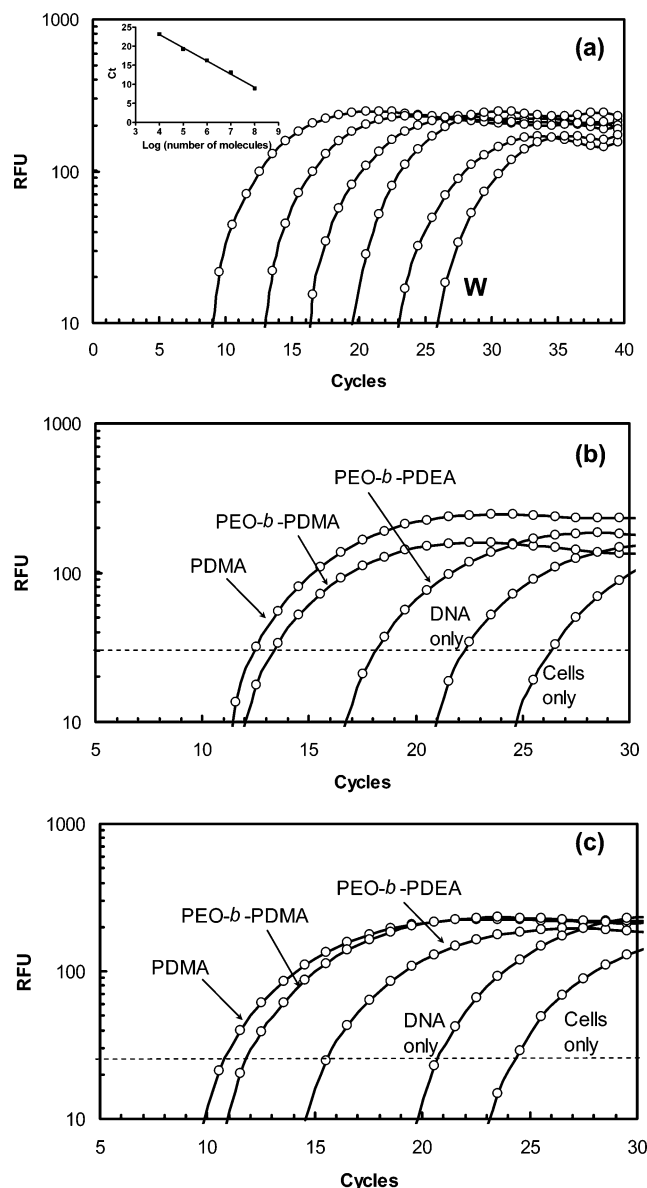 1000
100
10
RFU
(a)
25
20
15
10
5
0
Ct
3 4 5 6 7 8 9
Log (number of molecules)
W
0 5 10 15 20 25 30 35 40
Cycles
1000
100
10
RFU
(b)
PEO-b-PDEA
PEO-b-PDMA
PDMA
DNA
only
Cells
only
5 10 15 20 25 30
Cycles
1000
100
10
RFU
(c)
PEO-b-PDEA
PEO-b-PDMA
PDMA
DNA
only
Cells
only
5 10 15 20 25 30
Cycles